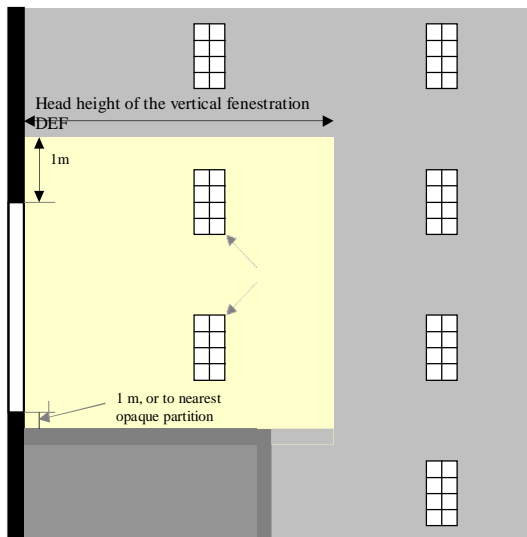 Head height of the vertical fenestration
DEF
1m
1 m, or to nearest
opaque partition